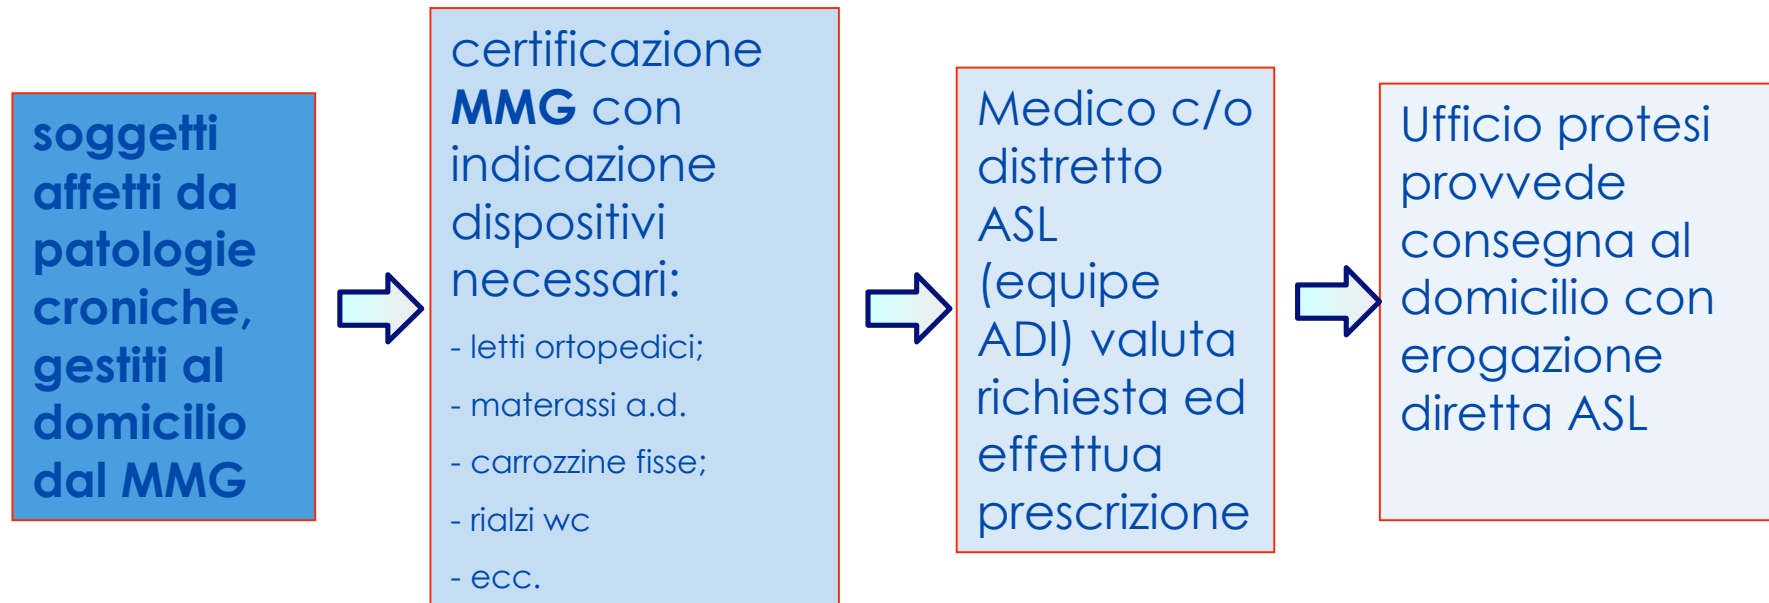 soggetti
affetti da
patologie
croniche,
gestiti al
domicilio
dal MMG
certificazione
MMG con
indicazione
dispositivi
necessari:
- letti ortopedici;
- materassi a.d.
- carrozzine fisse;
- rialzi wc
- ecc.
Medico c/o
distretto
ASL
(equipe
ADI) valuta
richiesta ed
effettua
prescrizione
Ufficio protesi
provvede
consegna al
domicilio con
erogazione
diretta ASL